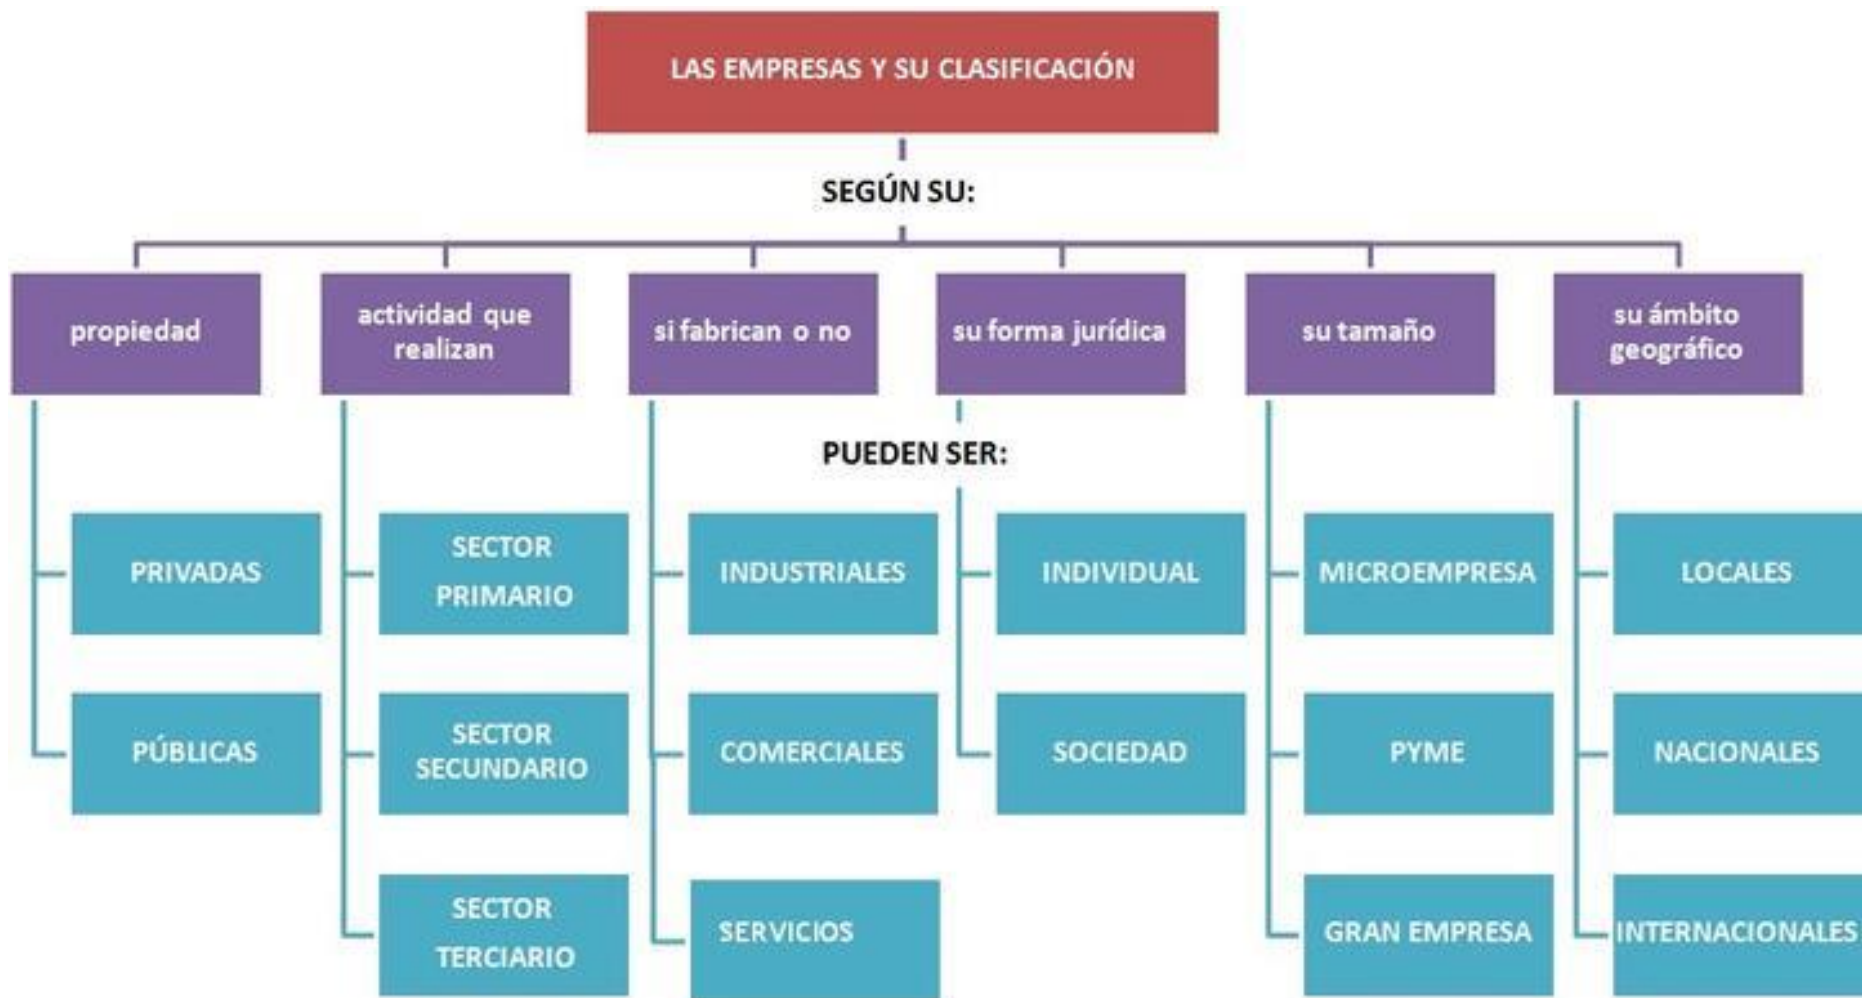 LAS EMPRESAS Y SU CLASIFICACIÓN
SEGÚN SU:
propiedad
actividad que
realizan
si fabrican o no
su forma jurídica
su tamaño
su ámbito
geográfico
PUEDEN SER:
PRIVADAS
SECTOR
PRIMARIO
INDUSTRIALES
INDIVIDUAL
MICROEMPRESA
LOCALES
PÚBLICAS
SECTOR
SECUNDARIO
COMERCIALES
SOCIEDAD
PYME
NACIONALES
SECTOR
TERCIARIO
SERVICIOS
GRAN EMPRESA
INTERNACIONALES